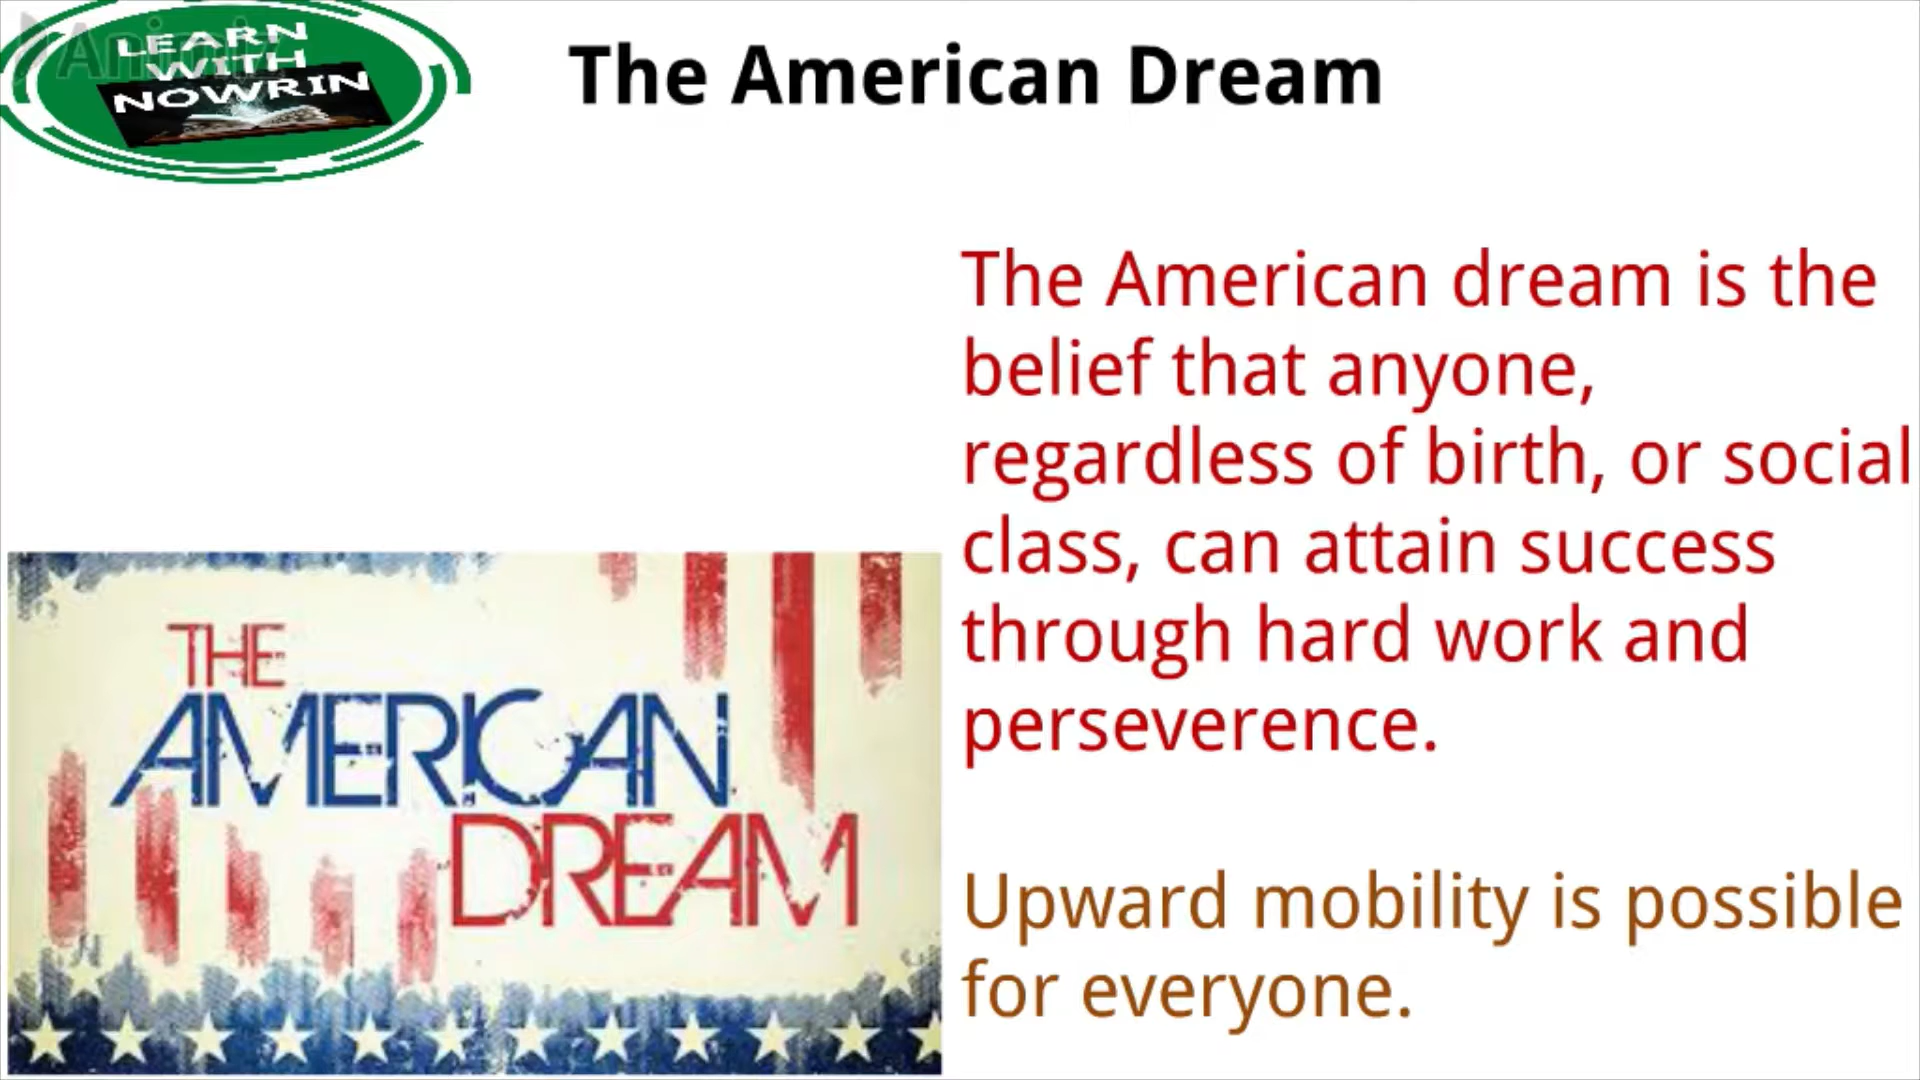 LEARN
WITH
NOWRIN
The American Dream
The American dream is the
belief that anyone,
regardless of birth, or social
class, can attain success
through hard work and
perseverence.
Upward mobility is possible
for everyone.
THE
AMERICAN
DREAM